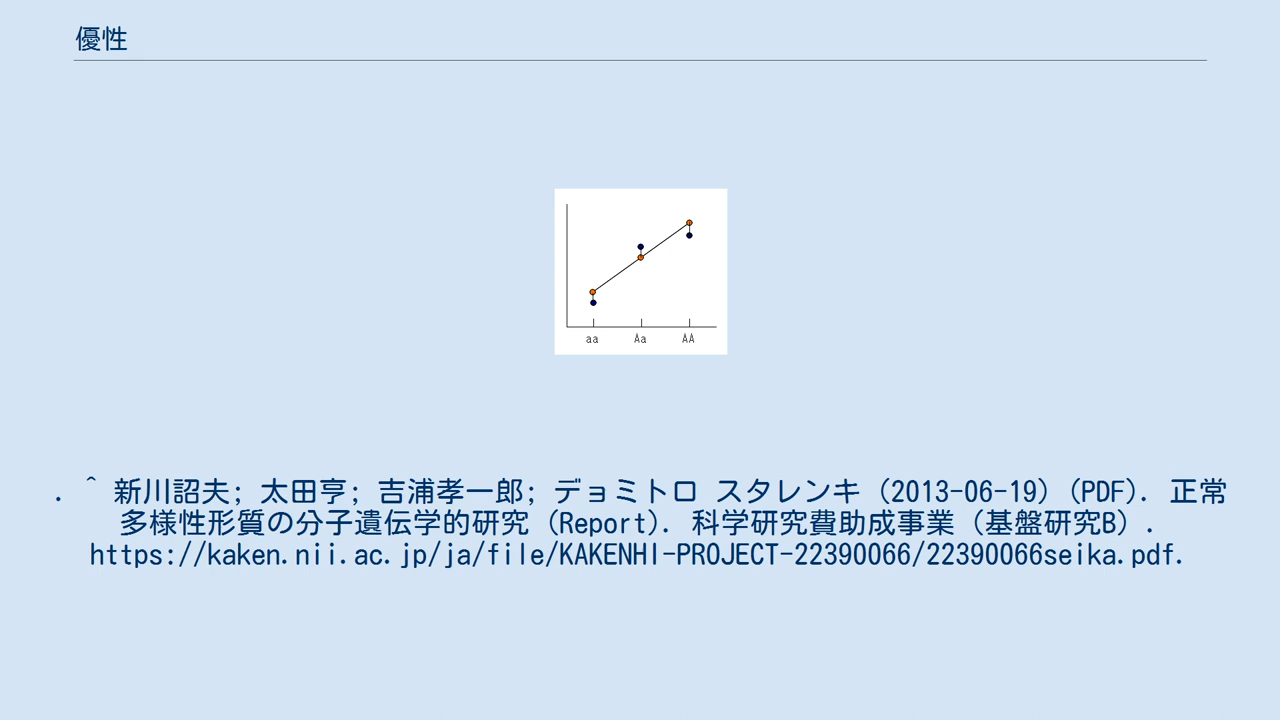 優性
aa Aa AA
. ^ 新川詔夫; 太田亨; 吉浦孝一郎; デョミトロ スタレンキ (2013-06-19) (PDF). 正常
多様性形質の分子遺伝学的研究 (Report). 科学研究費助成事業（基盤研究B）.
https://kaken.nii.ac.jp/ja/file/KAKENHI-PROJECT-22390066/22390066seika.pdf.